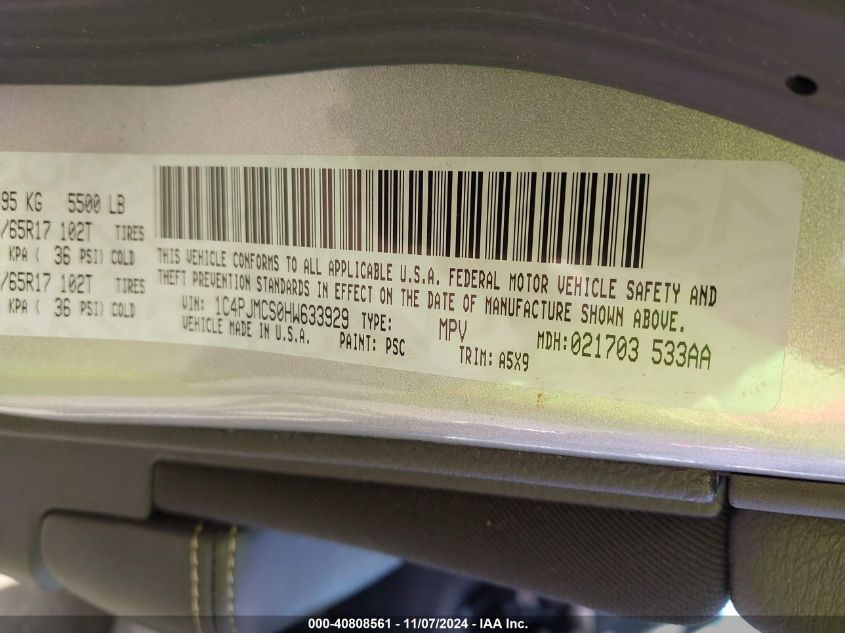 95 KG 5500 LB
/65R17 102T TIRES
KPA ( 36 PSI) COLD
/65R17 102T TIRES
KPA ( 36 PSI) COLD
THIS VEHICLE CONFORMS TO ALL APPLICABLE U.S.A. FEDERAL MOTOR VEHICLE SAFETY AND
THEFT PREVENTION STANDARDS IN EFFECT ON THE DATE OF MANUFACTURE SHOWN ABOVE.
VIN: 1C4PJMCS0HW633929 TYPE: MPV MDH:021703 533AA
VEHICLE MADE IN U.S.A. PAINT: PSC TRIM: A5X9
000-40808561 - 11/07/2024 - IAA Inc.